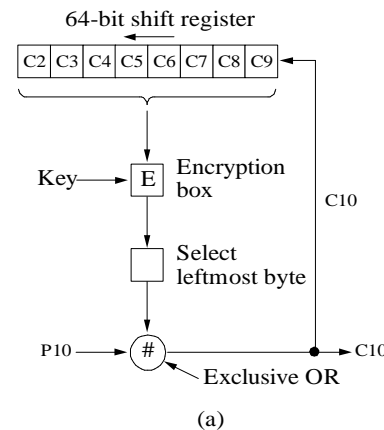 64-bit shift register
C2 C3 C4 C5 C6 C7 C8 C9
Key
E
Encryption
box
C10
Select
leftmost byte
P10
#
C10
Exclusive OR
(a)